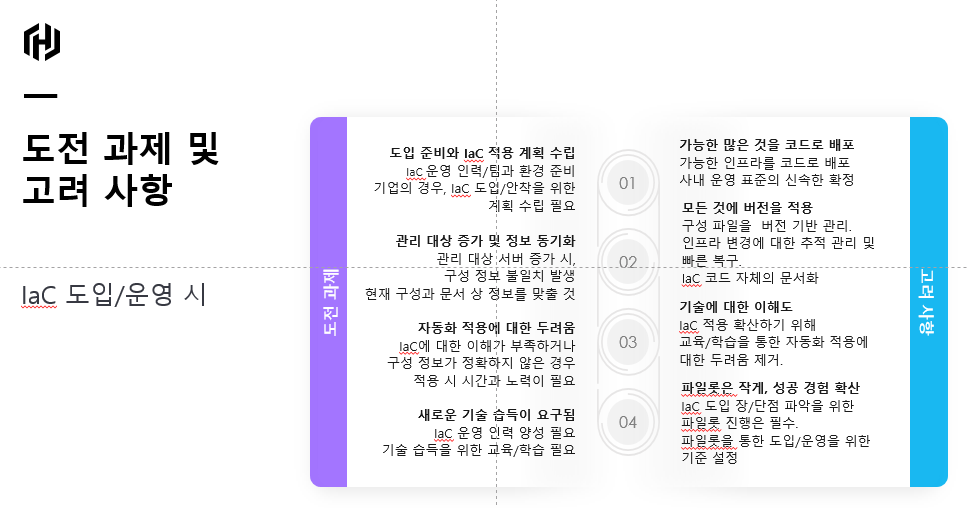 도전 과제 및
고려 사항
IaC 도입/운영 시
도전 과제
도입 준비와 IaC 적용 계획 수립
IaC 운영 인력/팀과 환경 준비
기업의 경우, IaC 도입/안착을 위한
계획 수립 필요
관리 대상 증가 및 정보 동기화
관리 대상 서버 증가 시,
구성 정보 불일치 발생
현재 구성과 문서 상 정보를 맞출 것
자동화 적용에 대한 두려움
IaC에 대한 이해가 부족하거나
구성 정보가 정확하지 않은 경우
적용 시 시간과 노력이 필요
새로운 기술 습득이 요구됨
IaC 운영 인력 양성 필요
기술 습득을 위한 교육/학습 필요
01
02
03
04
가능한 많은 것을 코드로 배포
가능한 인프라를 코드로 배포
사내 운영 표준의 신속한 확정
모든 것에 버전을 적용
구성 파일을 버전 기반 관리.
인프라 변경에 대한 추적 관리 및
빠른 복구.
IaC 코드 자체의 문서화
기술에 대한 이해도
IaC 적용 확산하기 위해
교육/학습을 통한 자동화 적용에
대한 두려움 제거.
파일롯은 작게, 성공 경험 확산
IaC 도입 장/단점 파악을 위한
파일롯 진행은 필수.
파일롯을 통한 도입/운영을 위한
기준 설정
고려 사항